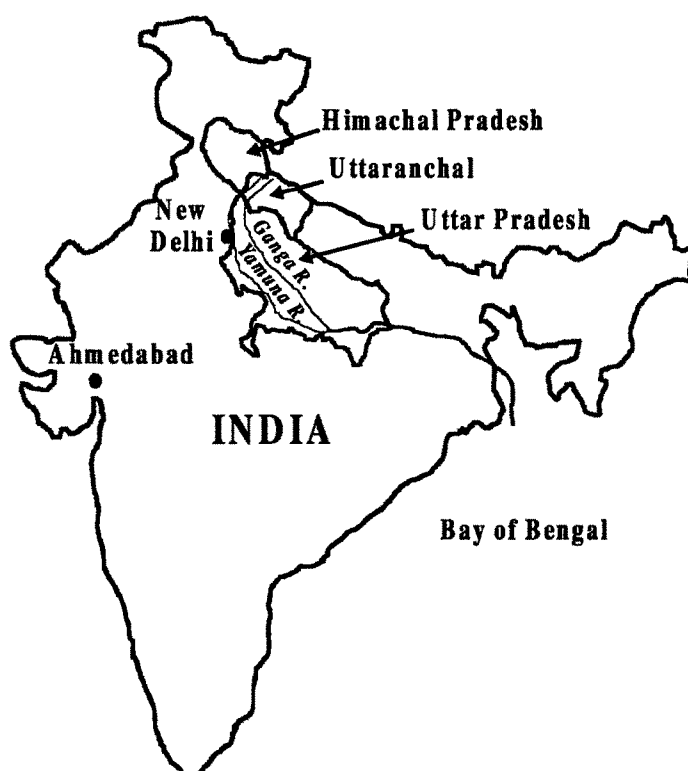 Himachal Pradesh
Uttaranchal
New
Delhi
Uttar Pradesh
Ganga R.
Yamuna R
Ahmedabad
INDIA
Bay of Bengal